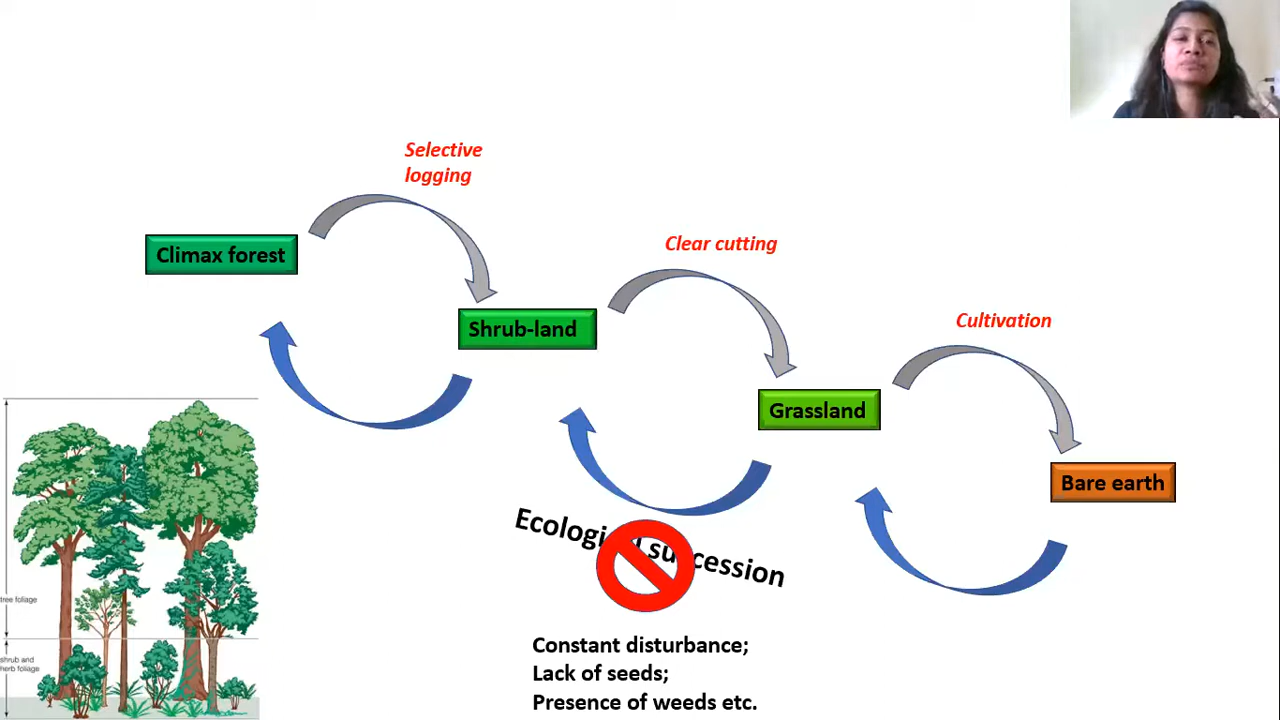 Selective
logging
Climax forest
Clear cutting
Shrub-land
Cultivation
Grassland
Bare earth
Ecological succession
tree foliage
shrub and
herb foliage
Constant disturbance;
Lack of seeds;
Presence of weeds etc.